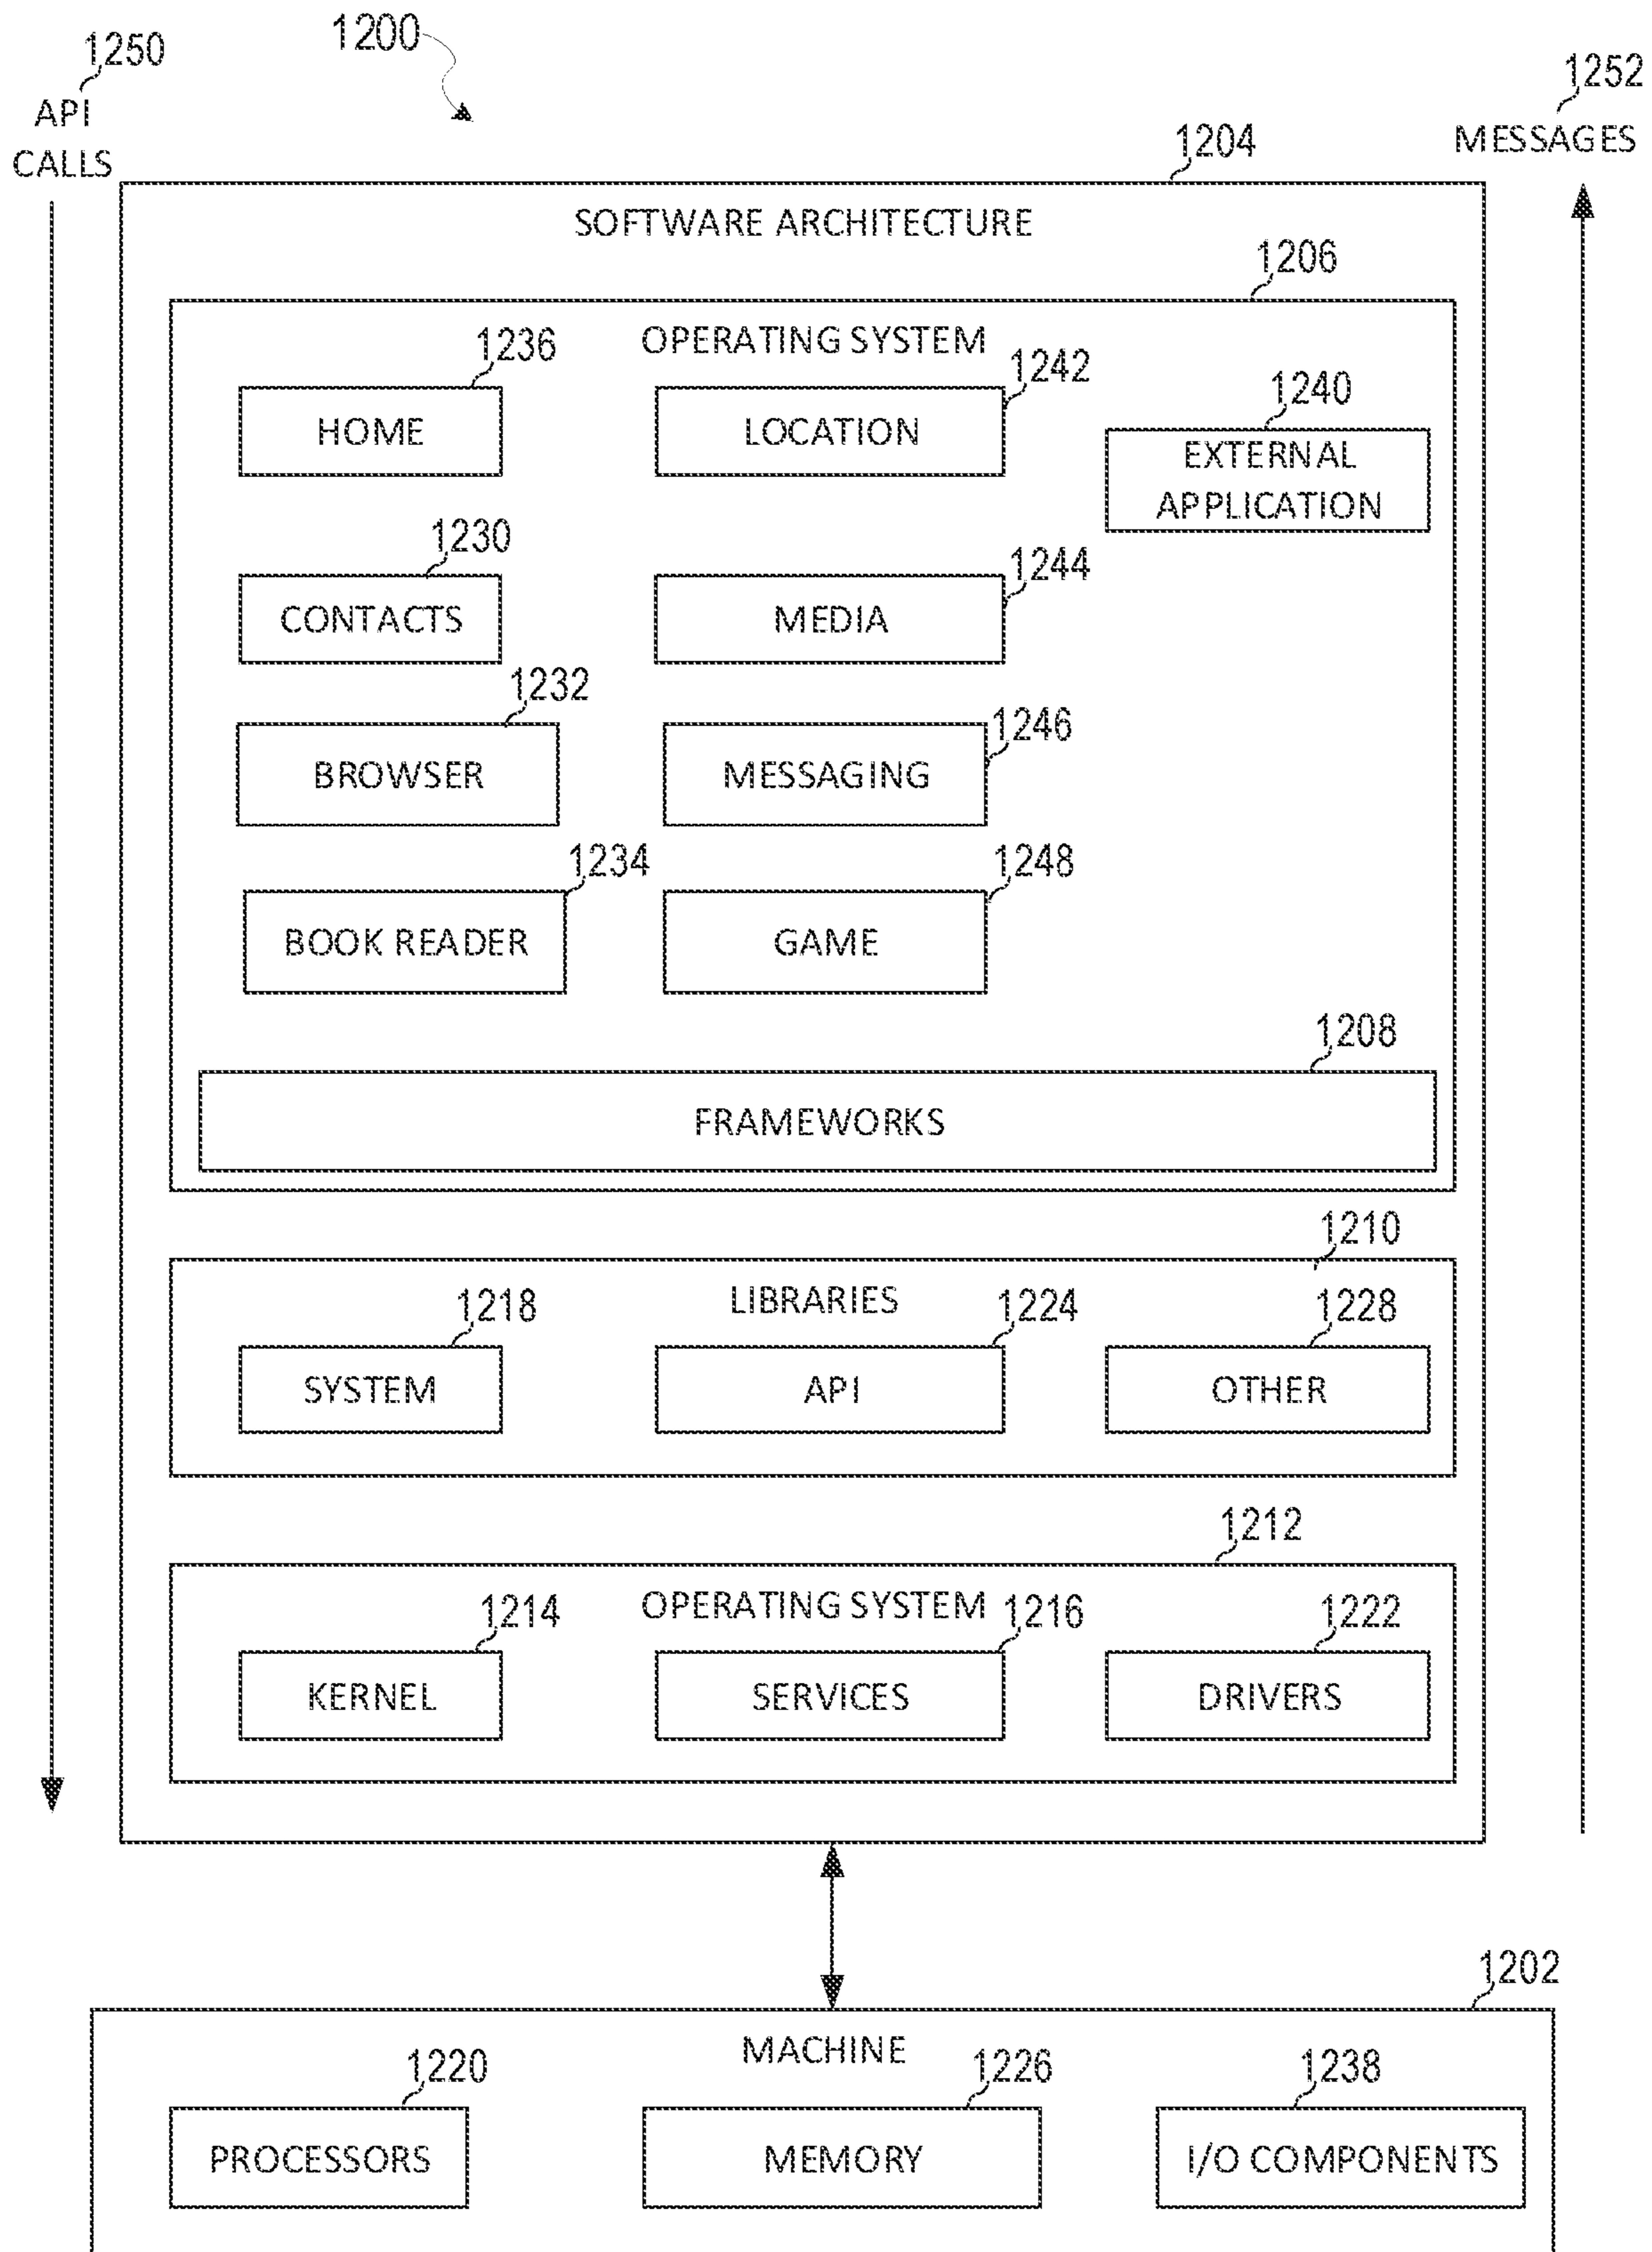 1250
1200
1252
API
CALLS
MESSAGES
1204
SOFTWARE ARCHITECTURE
1206
OPERATING SYSTEM
1236
HOME
1242
LOCATION
1240
EXTERNAL
APPLICATION
1230
CONTACTS
1244
MEDIA
1232
BROWSER
1246
MESSAGING
1234
BOOK READER
1248
GAME
1208
FRAMEWORKS
1210
LIBRARIES
1218
SYSTEM
1224
API
1228
OTHER
1212
OPERATING SYSTEM
1214
KERNEL
1216
SERVICES
1222
DRIVERS
1202
MACHINE
1220
PROCESSORS
1226
MEMORY
1238
I/O COMPONENTS